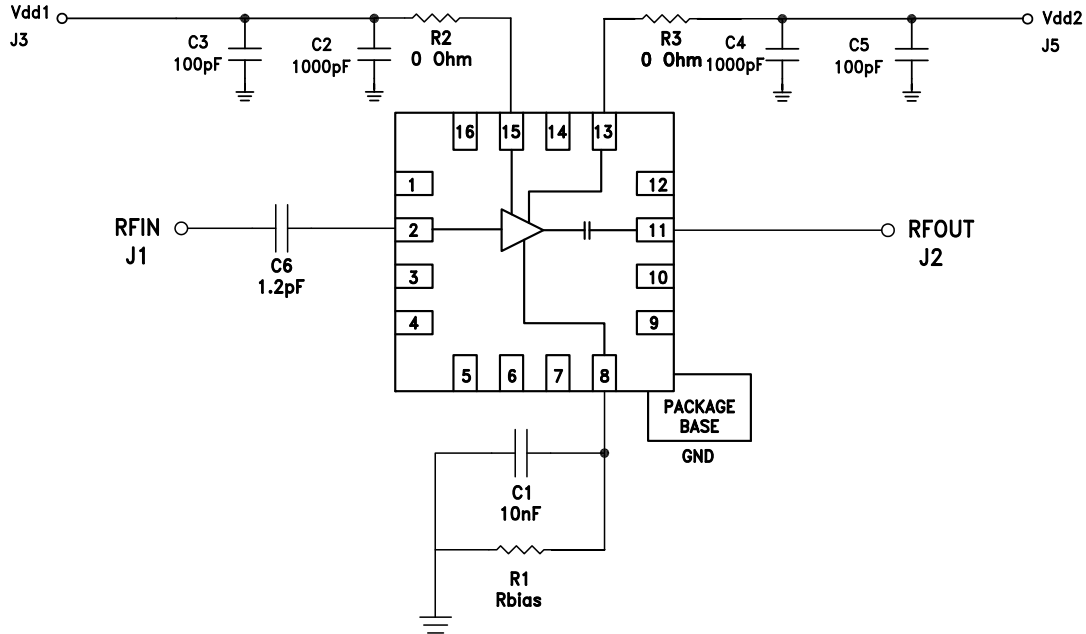 Vdd1
J3
C3
100pF
C2
1000pF
R2
0 Ohm
R3
0 Ohm
C4
1000pF
C5
100pF
Vdd2
J5
16
15
14
13
1
2
3
4
12
11
10
9
5
6
7
8
RFIN
J1
C6
1.2pF
RFOUT
J2
PACKAGE
BASE
GND
C1
10nF
R1
Rbias